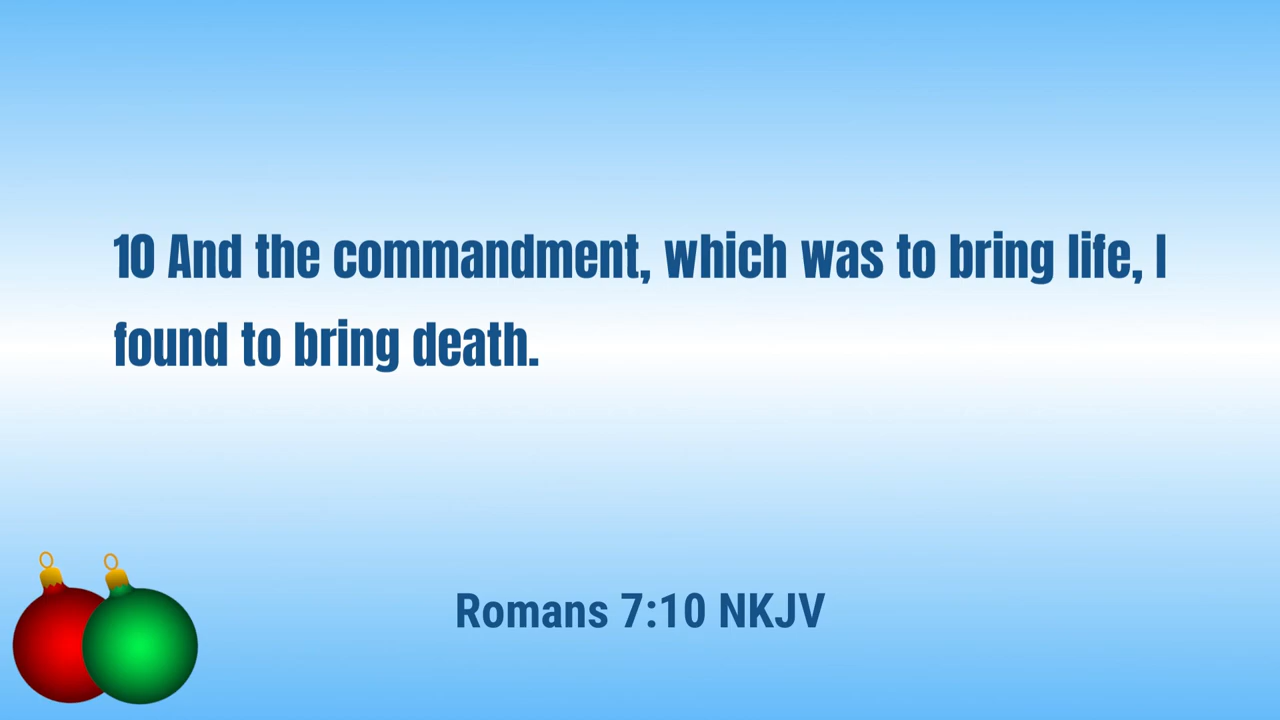 10 And the commandment, which was to bring life, I
found to bring death.
Romans 7:10 NKJV